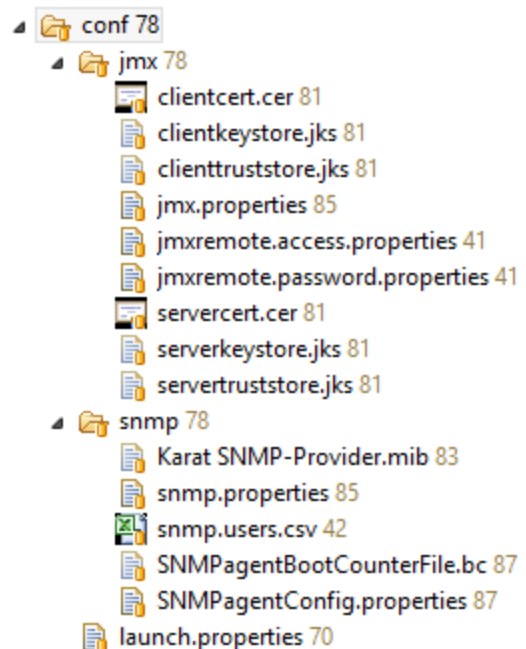 conf 78
jmx 78
clientcert.cer 81
clientkeystore.jks 81
clienttruststore.jks 81
jmx.properties 85
jmxremote.access.properties 41
jmxremote.password.properties 41
servercert.cer 81
serverkeystore.jks 81
servertruststore.jks 81
snmp 78
Karat SNMP-Provider.mib 83
snmp.properties 85
snmp.users.csv 42
SNMPagentBootCounterFile.bc 87
SNMPagentConfig.properties 87
launch.properties 70